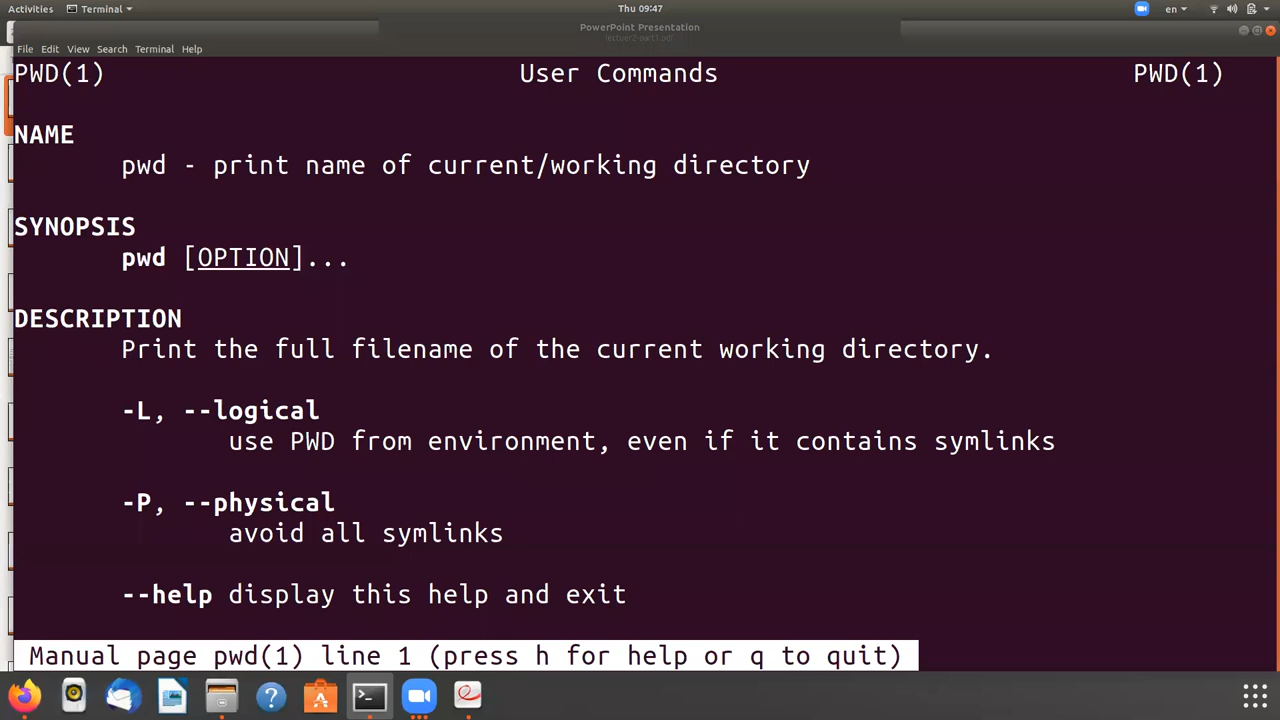 Activities Terminal Thu 09:47 en
PowerPoint Presentation
lectuer2-part1.pdf
File Edit View Search Terminal Help
PWD(1) User Commands PWD(1)
NAME
pwd - print name of current/working directory
SYNOPSIS
pwd [OPTION]...
DESCRIPTION
Print the full filename of the current working directory.
-L, --logical
use PWD from environment, even if it contains symlinks
-P, --physical
avoid all symlinks
--help display this help and exit
Manual page pwd(1) line 1 (press h for help or q to quit)